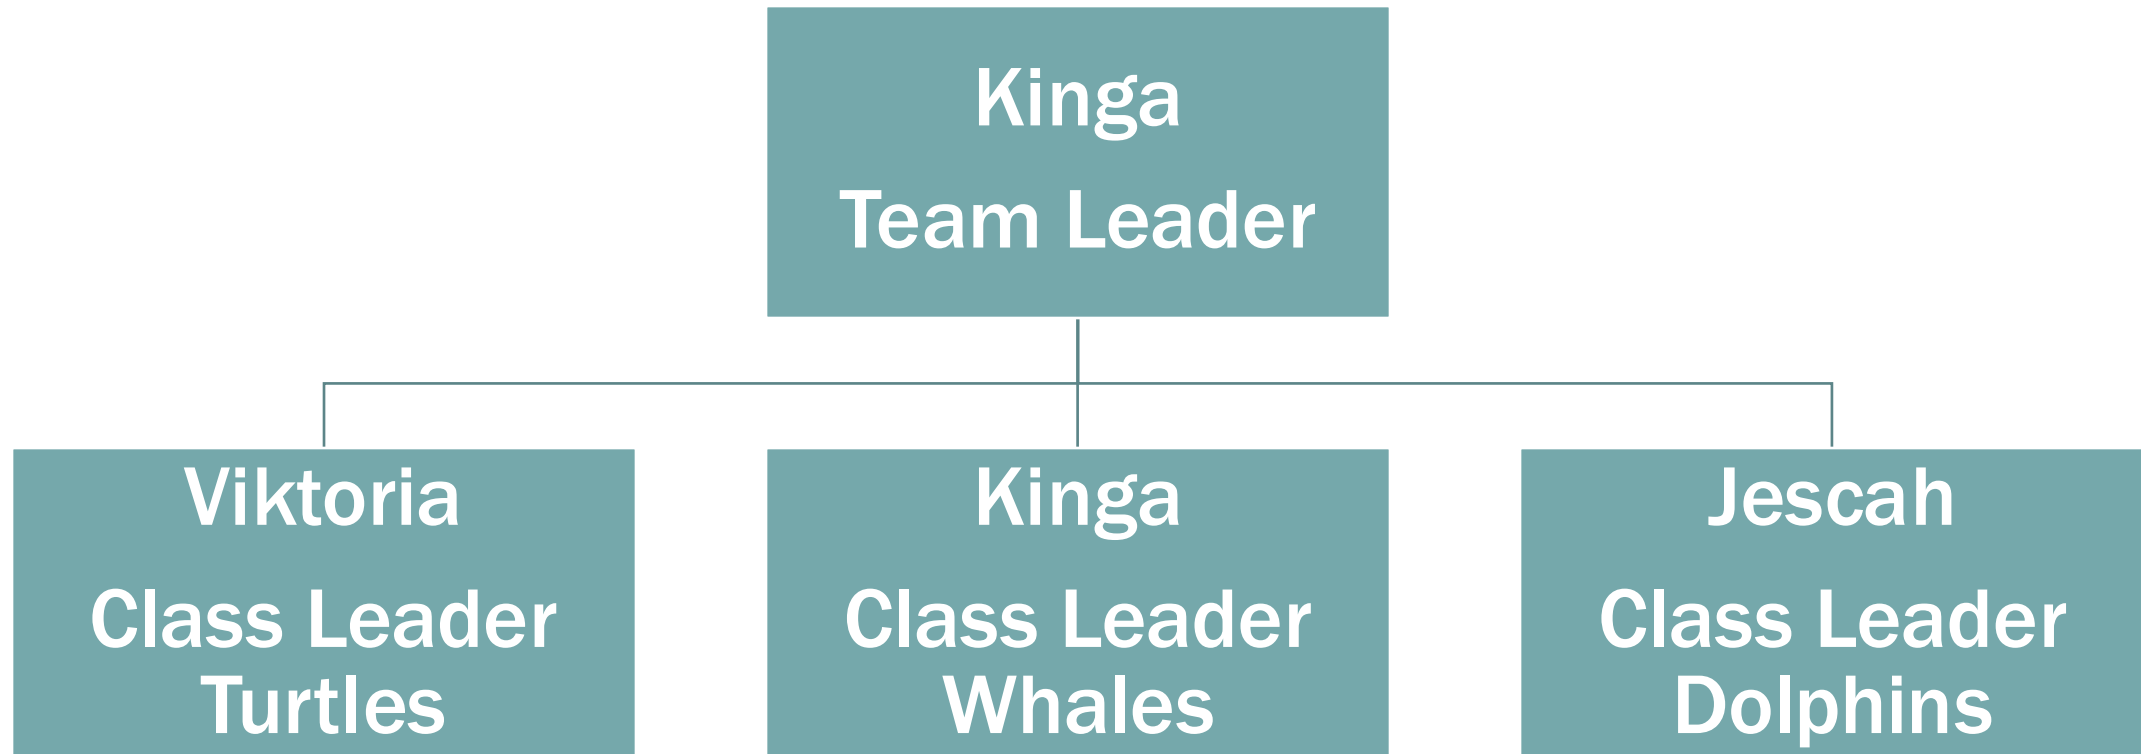 Kinga
Team Leader
Viktoria
Class Leader
Turtles
Kinga
Class Leader
Whales
Jescah
Class Leader
Dolphins